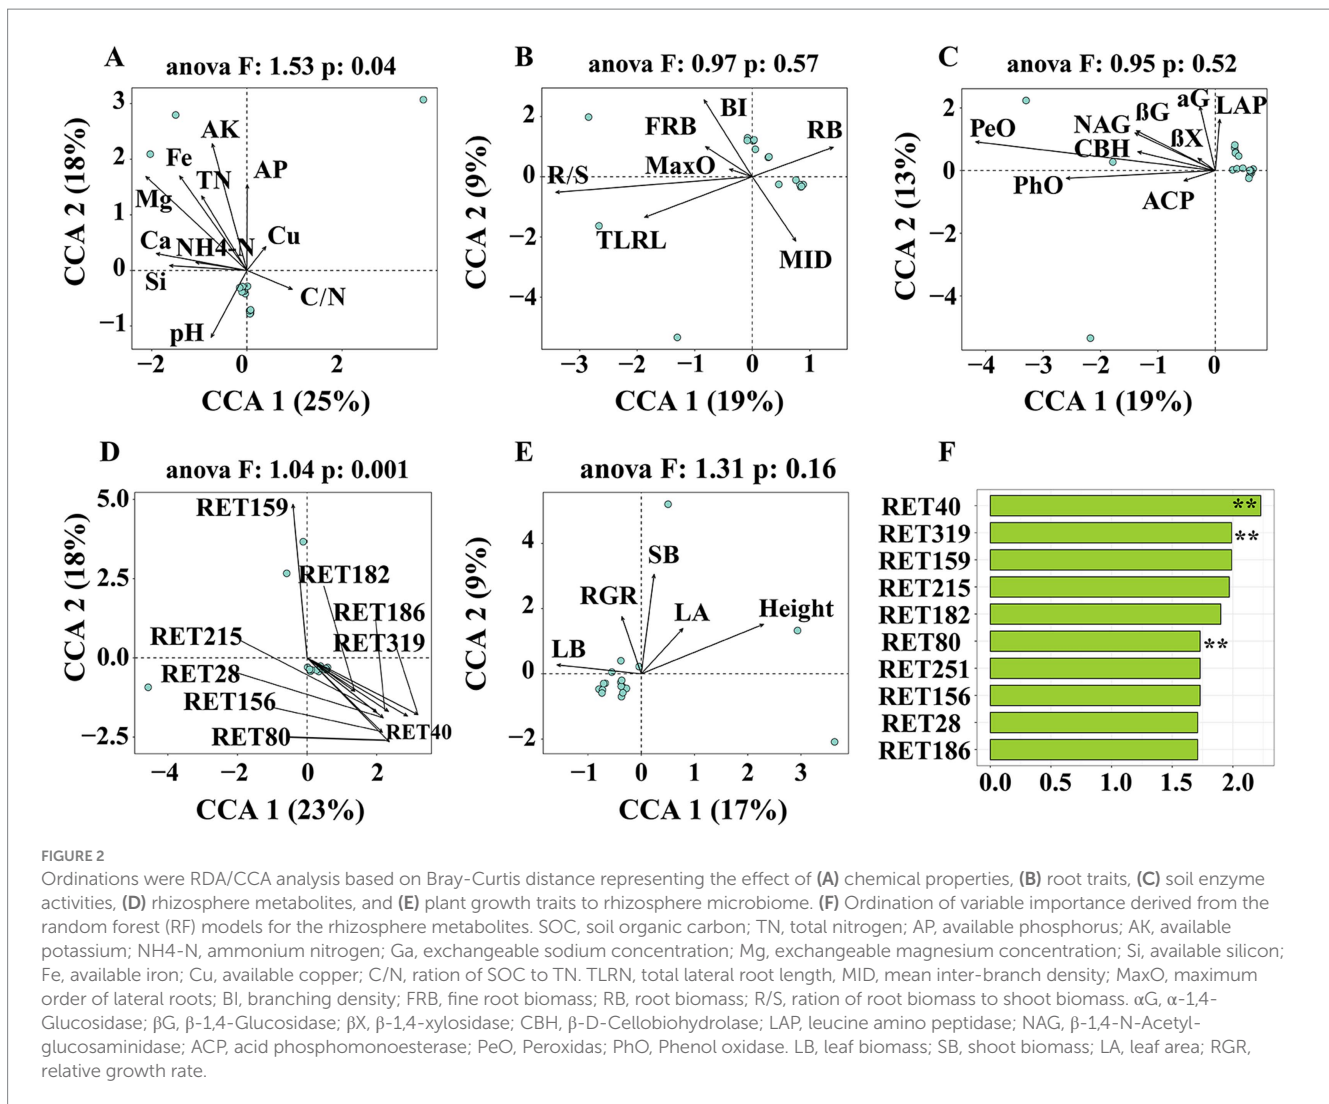 A
anova F: 1.53 p: 0.04
CCA 2 (18%)
3
2
1
0
−1
AK
Fe
AP
TN
Mg
Ca
NH4-N
Cu
Si
C/N
pH
−2
0
2
CCA 1 (25%)
B
anova F: 0.97 p: 0.57
CCA 2 (9%)
2
0
−2
−4
BI
FRB
RB
MaxO
R/S
TLRL
MID
−3
−2
−1
0
1
CCA 1 (19%)
C
anova F: 0.95 p: 0.52
CCA 2 (13%)
2
0
−2
−4
aG
LAP
ßG
PeO
NAG
ßX
CBH
PhO
ACP
−4
−3
−2
−1
0
CCA 1 (19%)
D
anova F: 1.04 p: 0.001
CCA 2 (18%)
5.0
2.5
0.0
−2.5
RET159
RET182
RET186
RET215
RET319
RET28
RET156
RET40
RET80
−4
−2
0
2
CCA 1 (23%)
E
anova F: 1.31 p: 0.16
CCA 2 (9%)
4
2
0
−2
SB
RGR
LA
Height
LB
−1
0
1
2
3
CCA 1 (17%)
F
RET40 **
RET319 **
RET159
RET215
RET182
RET80 **
RET251
RET156
RET28
RET186
0.0 0.5 1.0 1.5 2.0
FIGURE 2
Ordinations were RDA/CCA analysis based on Bray-Curtis distance representing the effect of (A) chemical properties, (B) root traits, (C) soil enzyme
activities, (D) rhizosphere metabolites, and (E) plant growth traits to rhizosphere microbiome. (F) Ordination of variable importance derived from the
random forest (RF) models for the rhizosphere metabolites. SOC, soil organic carbon; TN, total nitrogen; AP, available phosphorus; AK, available
potassium; NH4-N, ammonium nitrogen; Ga, exchangeable sodium concentration; Mg, exchangeable magnesium concentration; Si, available silicon;
Fe, available iron; Cu, available copper; C/N, ration of SOC to TN. TLRN, total lateral root length, MID, mean inter-branch density; MaxO, maximum
order of lateral roots; BI, branching density; FRB, fine root biomass; RB, root biomass; R/S, ration of root biomass to shoot biomass. αG, α-1,4-
Glucosidase; βG, β-1,4-Glucosidase; βX, β-1,4-xylosidase; CBH, β-D-Cellobiohydrolase; LAP, leucine amino peptidase; NAG, β-1,4-N-Acetyl-
glucosaminidase; ACP, acid phosphomonoesterase; PeO, Peroxidas; PhO, Phenol oxidase. LB, leaf biomass; SB, shoot biomass; LA, leaf area; RGR,
relative growth rate.